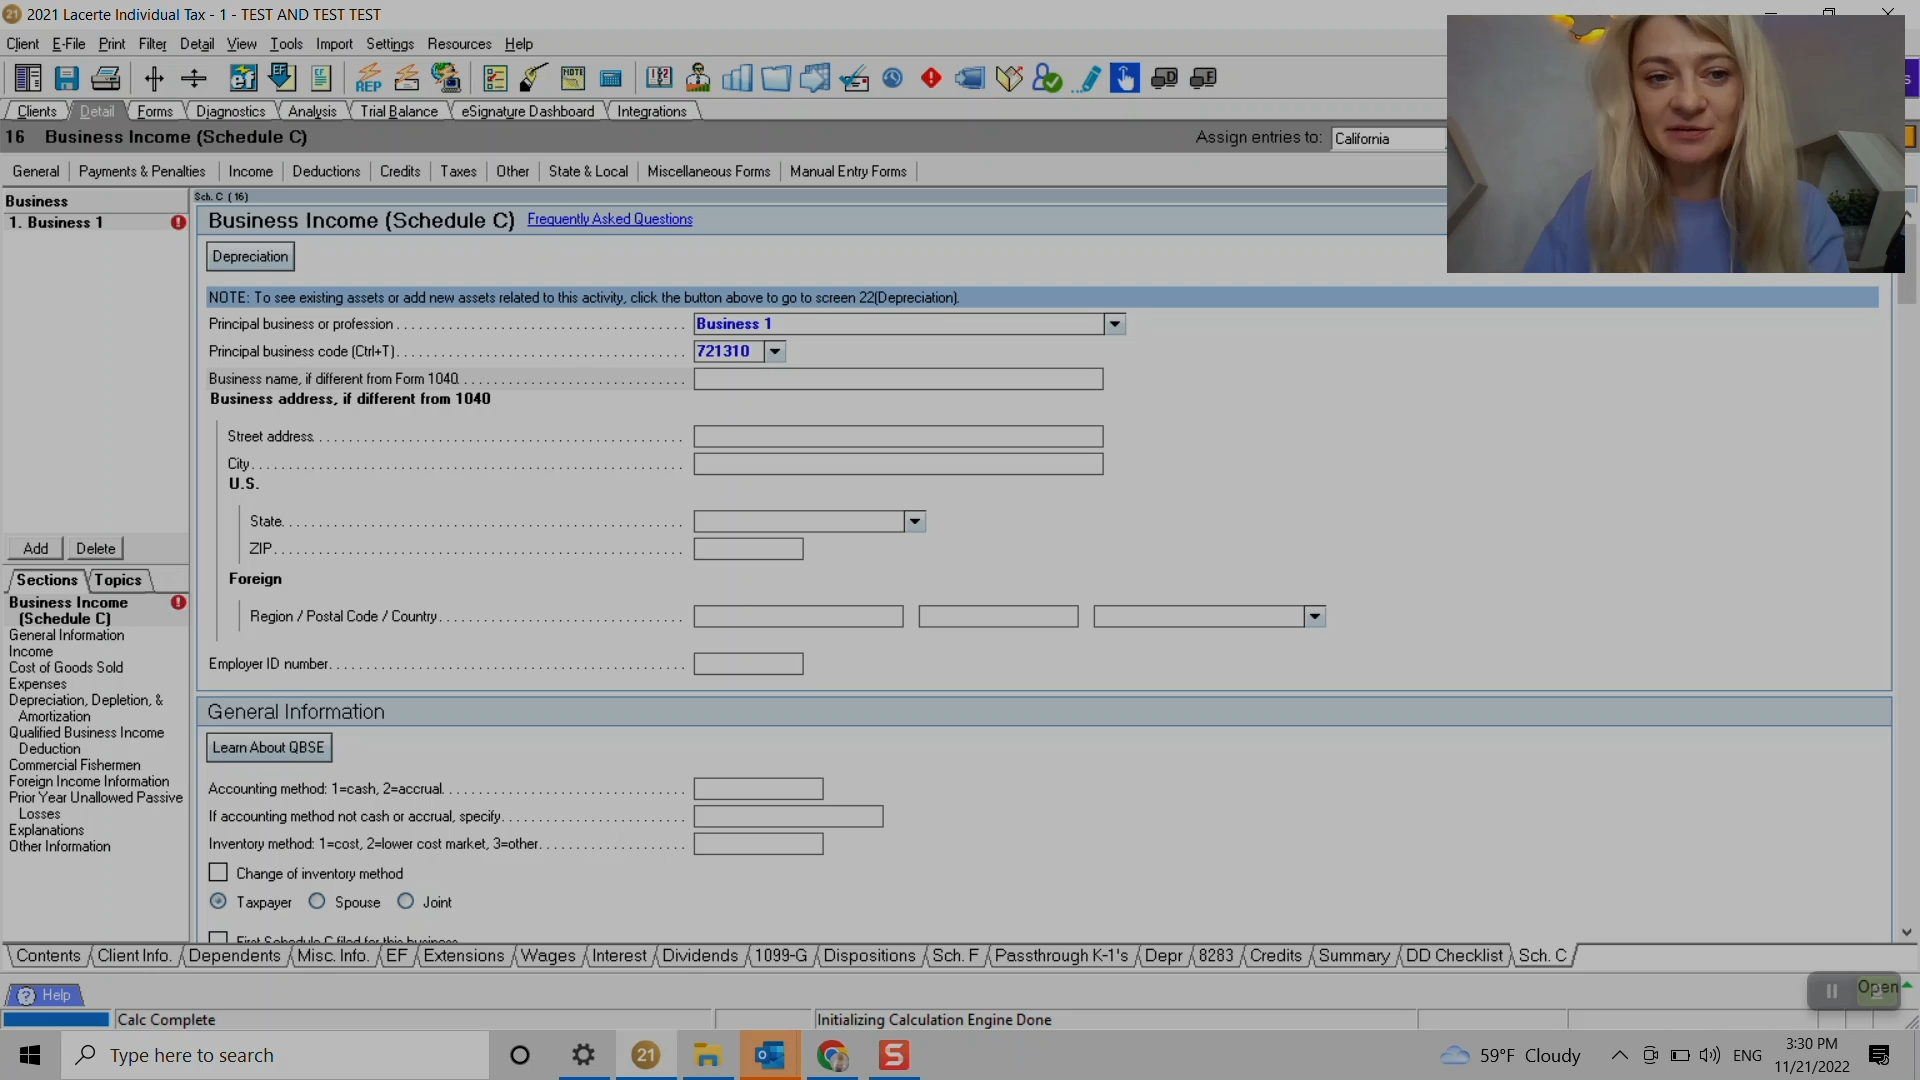 21 2021 Lacerte Individual Tax - 1 - TEST AND TEST TEST
Client E-File Print Filter Detail View Tools Import Settings Resources Help
REP NOTE
Clients Detail Forms Diagnostics Analysis Trial Balance eSignature Dashboard Integrations
16 Business Income (Schedule C) Assign entries to: California
General Payments & Penalties Income Deductions Credits Taxes Other State & Local Miscellaneous Forms Manual Entry Forms
Business
1. Business 1
Add Delete
Sections Topics
Business Income
(Schedule C)
General Information
Income
Cost of Goods Sold
Expenses
Depreciation, Depletion, &
Amortization
Qualified Business Income
Deduction
Commercial Fishermen
Foreign Income Information
Prior Year Unallowed Passive
Losses
Explanations
Other Information
Sch. C (16)
Business Income (Schedule C) Frequently Asked Questions
Depreciation
NOTE: To see existing assets or add new assets related to this activity, click the button above to go to screen 22(Depreciation).
Principal business or profession Business 1
Principal business code (Ctrl+T) 721310
Business name, if different from Form 1040
Business address, if different from 1040
Street address
City
U.S.
State
ZIP
Foreign
Region / Postal Code / Country
Employer ID number
General Information
Learn About QBSE
Accounting method: 1=cash, 2=accrual
If accounting method not cash or accrual, specify
Inventory method: 1=cost, 2=lower cost market, 3=other
Change of inventory method
Taxpayer Spouse Joint
First Schedule C filed for this business
Contents Client Info. Dependents Misc. Info. EF Extensions Wages Interest Dividends 1099-G Dispositions Sch. F Passthrough K-1's Depr 8283 Credits Summary DD Checklist Sch. C
Help Open
Calc Complete Initializing Calculation Engine Done
Type here to search 21 S 59°F Cloudy ENG 3:30 PM
11/21/2022